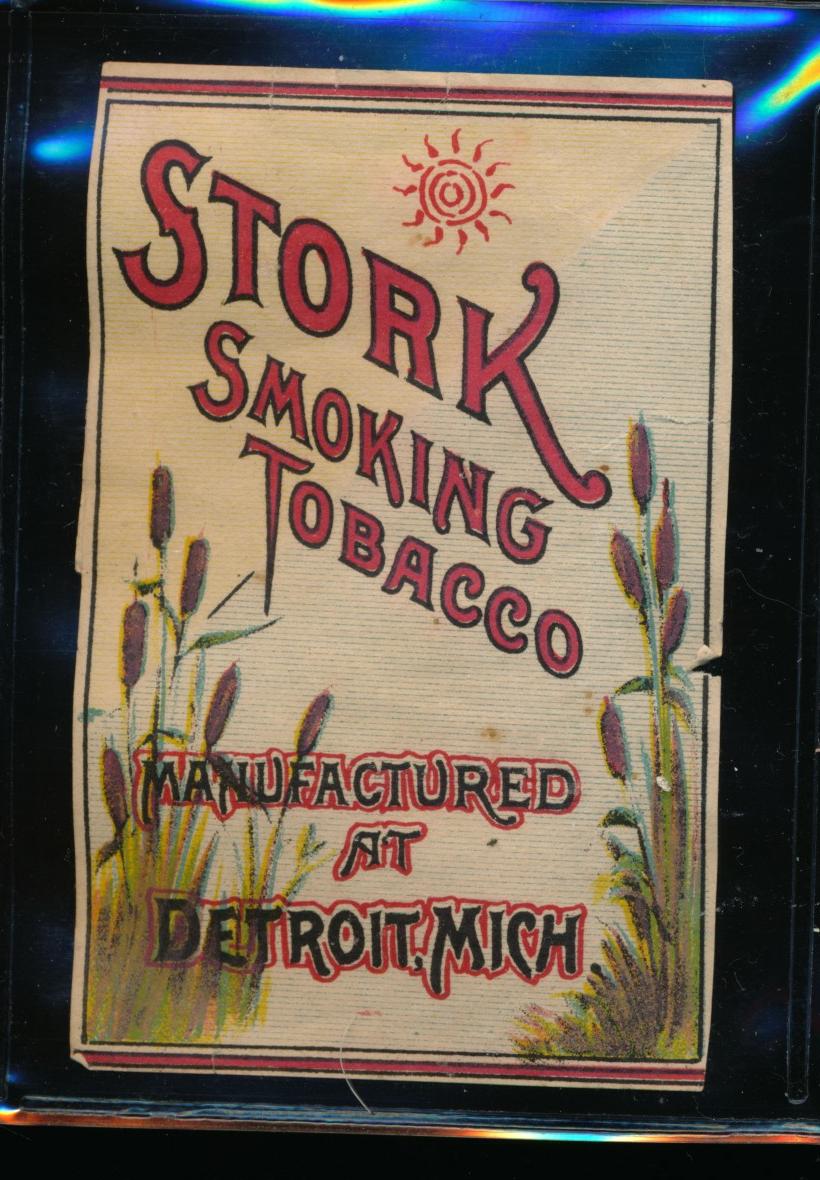 STORK
SMOKING
TOBACCO
MANUFACTURED
AT
DETROIT, MICH.